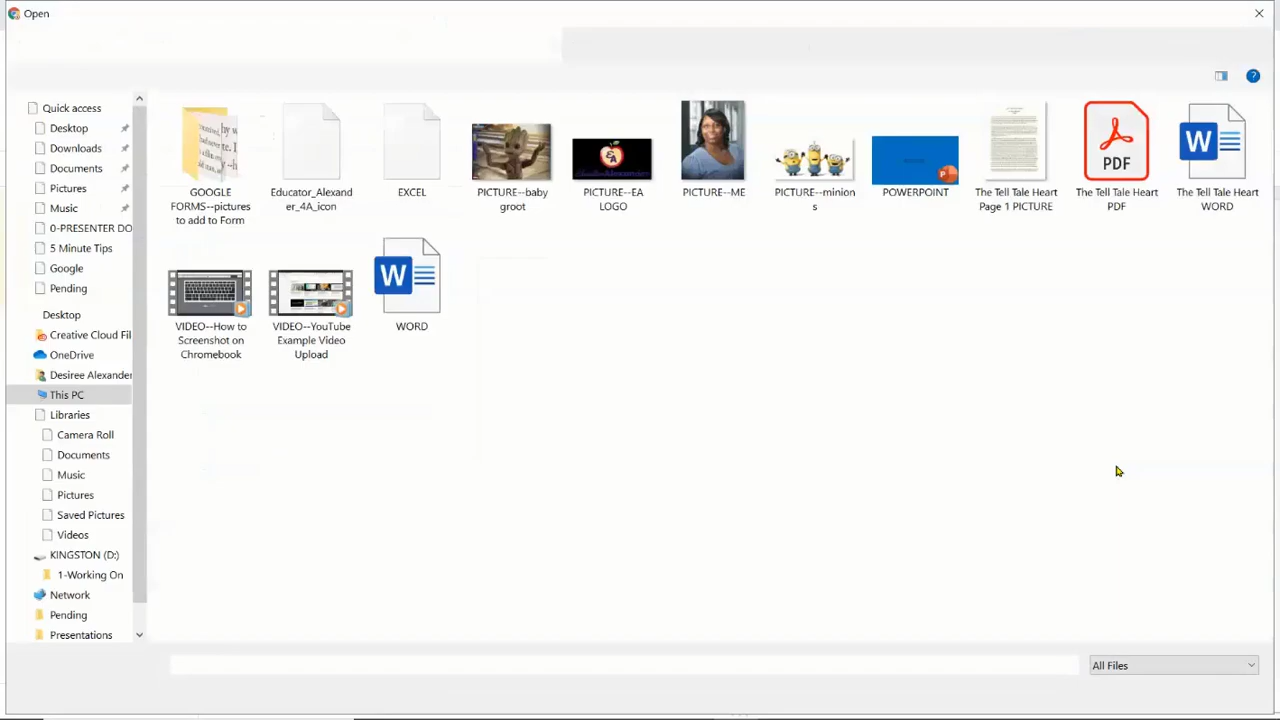 Open
Quick access
Desktop
Downloads
Documents
Pictures
Music
0-PRESENTER DO
5 Minute Tips
Google
Pending
Desktop
Creative Cloud Fil
OneDrive
Desiree Alexander
This PC
Libraries
Camera Roll
Documents
Music
Pictures
Saved Pictures
Videos
KINGSTON (D:)
1-Working On
Network
Pending
Presentations
GOOGLE
FORMS--pictures
to add to Form
Educator_Alexand
er_4A_icon
EXCEL
PICTURE--baby
groot
PICTURE--EA
LOGO
PICTURE--ME
PICTURE--minion
s
POWERPOINT
The Tell Tale Heart
Page 1 PICTURE
PDF
The Tell Tale Heart
PDF
W
The Tell Tale Heart
WORD
VIDEO--How to
Screenshot on
Chromebook
VIDEO--YouTube
Example Video
Upload
W
WORD
All Files